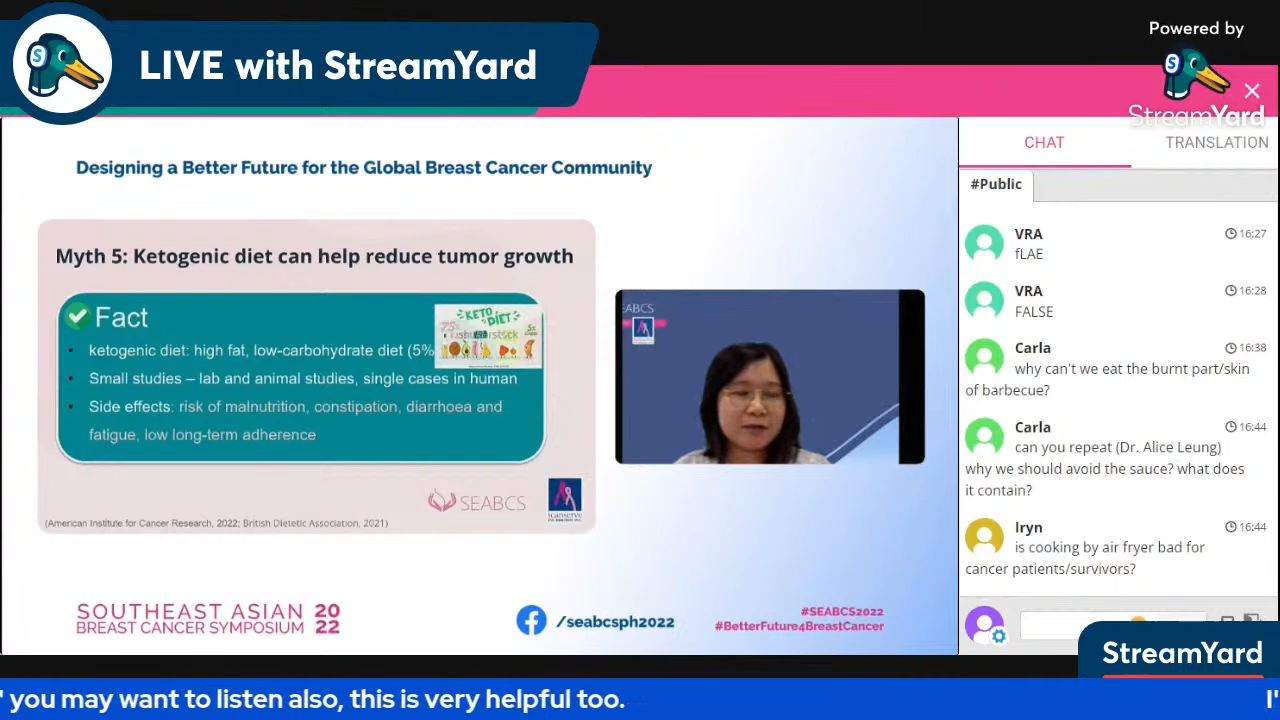 LIVE with StreamYard
Powered by
StreamYard
Designing a Better Future for the Global Breast Cancer Community
Myth 5: Ketogenic diet can help reduce tumor growth
Fact
KETO
DIET
75%
5%
• ketogenic diet: high fat, low-carbohydrate diet (5%
• Small studies – lab and animal studies, single cases in human
• Side effects: risk of malnutrition, constipation, diarrhoea and
fatigue, low long-term adherence
SEABCS
(American Institute for Cancer Research, 2022; British Dietetic Association, 2021)
EABCS
SOUTHEAST ASIAN
BREAST CANCER SYMPOSIUM
20
22
/seabcsph2022
#SEABCS2022
#BetterFuture4BreastCancer
CHAT
TRANSLATION
#Public
VRA
16:27
fLAE
VRA
16:28
FALSE
Carla
16:38
why can't we eat the burnt part/skin
of barbecue?
Carla
16:44
can you repeat (Dr. Alice Leung)
why we should avoid the sauce? what does
it contain?
Iryn
16:44
is cooking by air fryer bad for
cancer patients/survivors?
StreamYard
' you may want to listen also, this is very helpful too.
I'